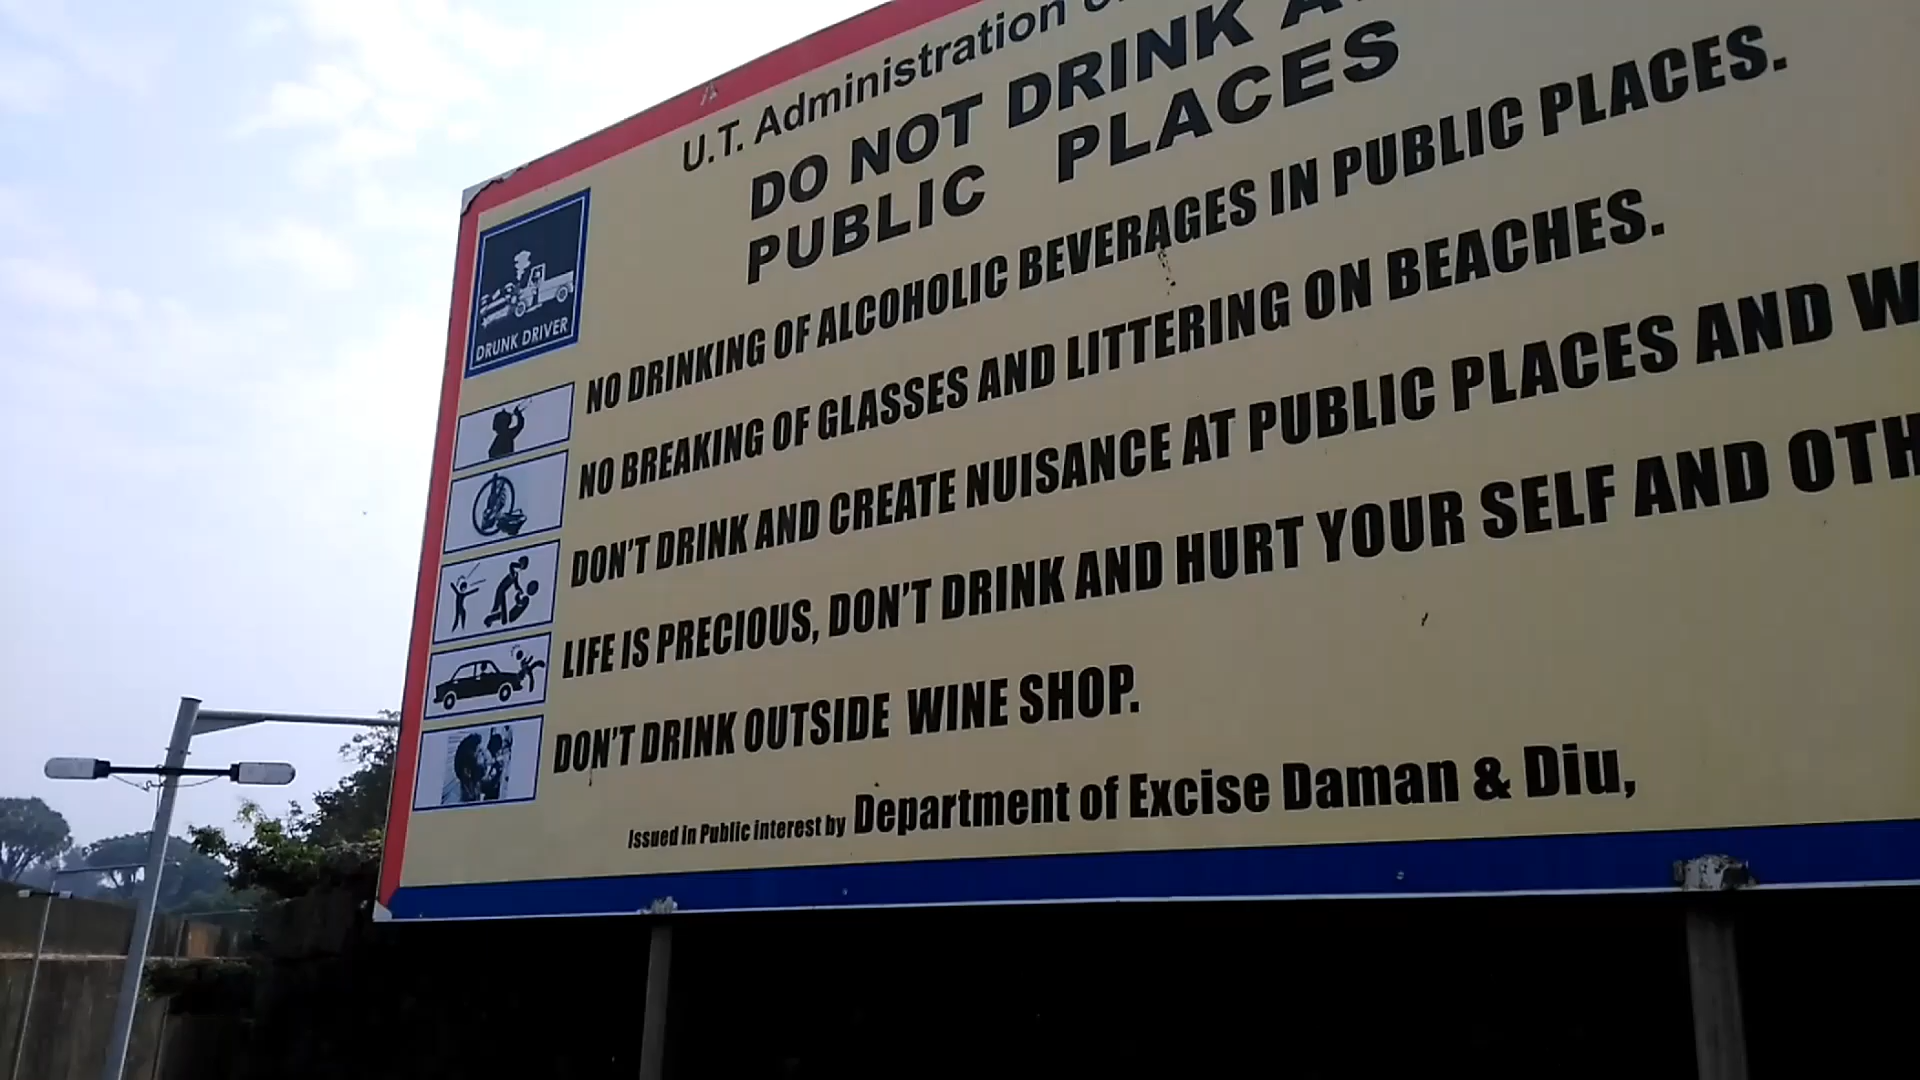 U.T. Administration
DO NOT DRINK
PUBLIC PLACES
DRUNK DRIVER
NO DRINKING OF ALCOHOLIC BEVERAGES IN PUBLIC PLACES.
NO BREAKING OF GLASSES AND LITTERING ON BEACHES.
DON'T DRINK AND CREATE NUISANCE AT PUBLIC PLACES AND
LIFE IS PRECIOUS, DON'T DRINK AND HURT YOUR SELF AND
DON'T DRINK OUTSIDE WINE SHOP.
Issued In Public interest by Department of Excise Daman & Diu,